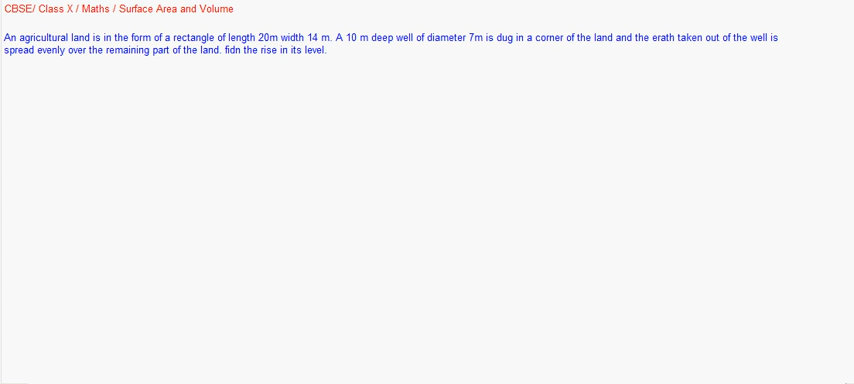 CBSE/ Class X / Maths / Surface Area and Volume
An agricultural land is in the form of a rectangle of length 20m width 14 m. A 10 m deep well of diameter 7m is dug in a corner of the land and the erath taken out of the well is
spread evenly over the remaining part of the land. fidn the rise in its level.